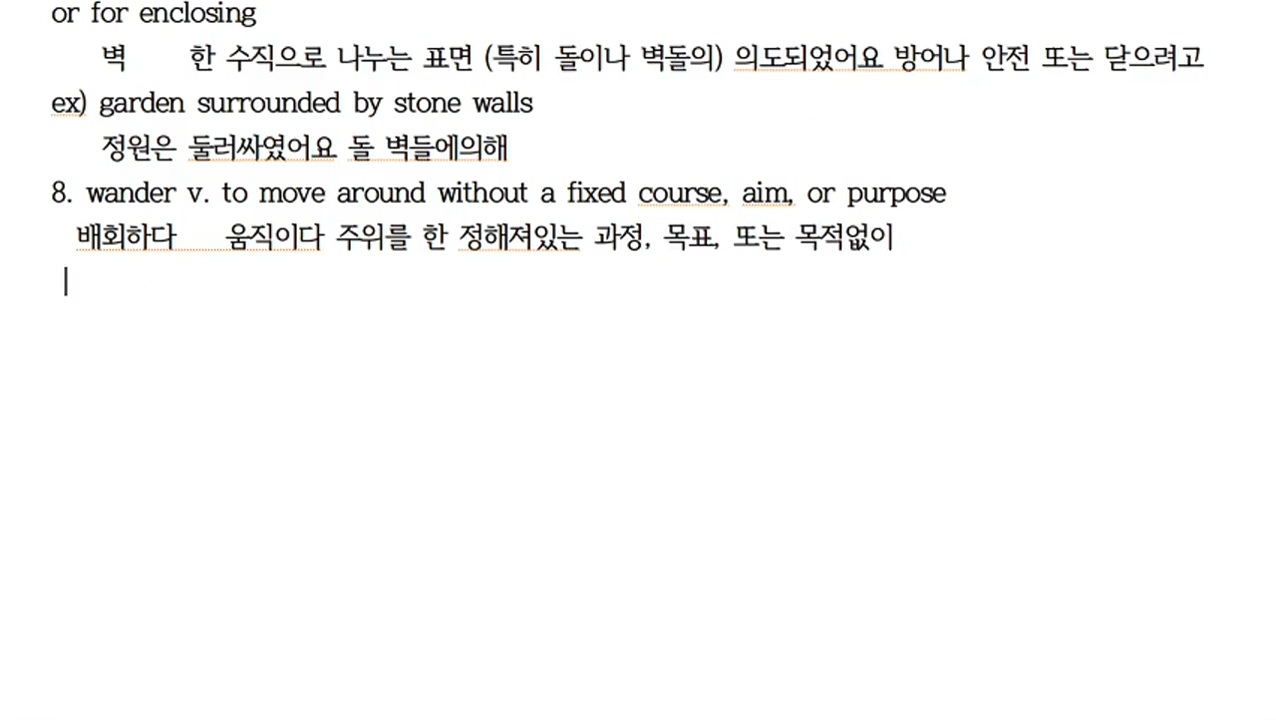 or for enclosing
벽 한 수직으로 나누는 표면 (특히 돌이나 벽돌의) 의도되었어요 방어나 안전 또는 닫으려고
ex) garden surrounded by stone walls
정원은 둘러싸였어요 돌 벽들에의해
8. wander v. to move around without a fixed course, aim, or purpose
배회하다 움직이다 주위를 한 정해져있는 과정, 목표, 또는 목적없이